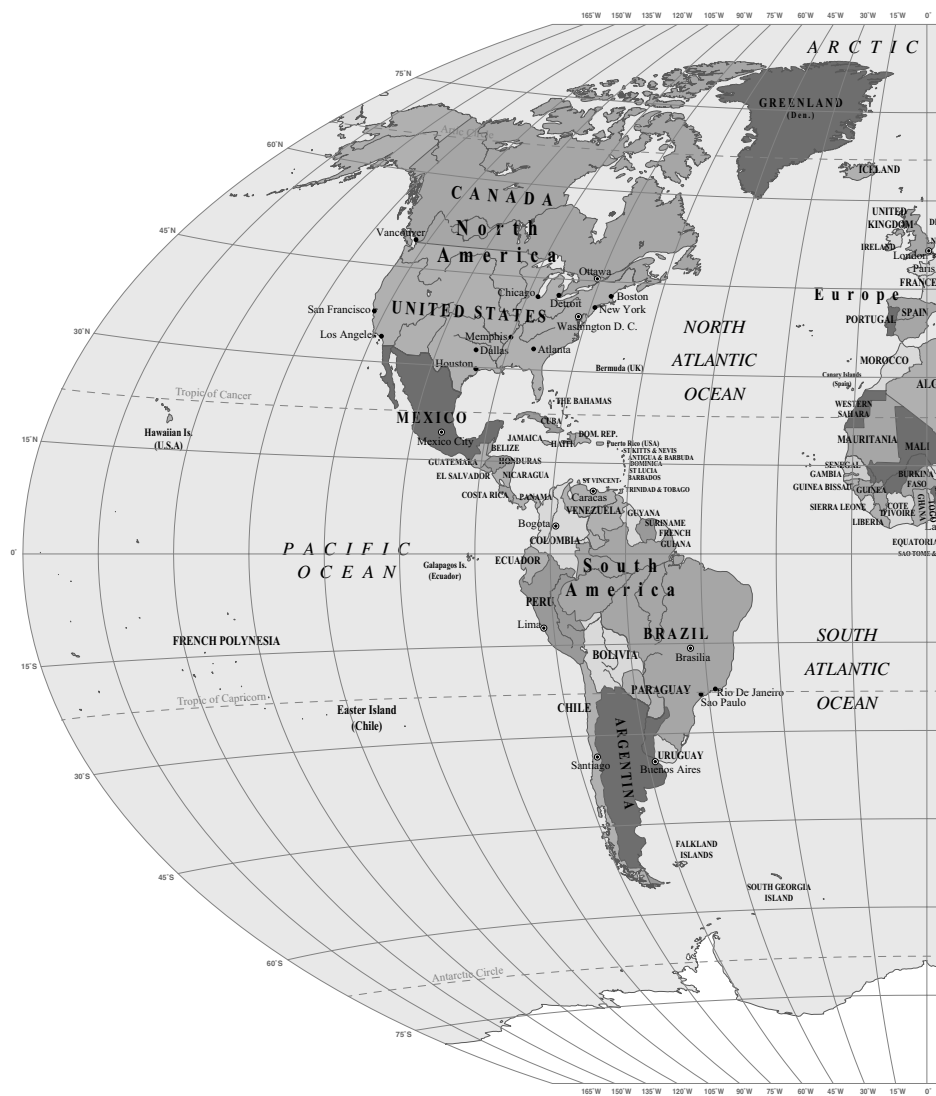 165°W 150°W 135°W 120°W 105°W 90°W 75°W 60°W 45°W 30°W 15°W 0°
ARCTIC
75°N
GREENLAND
(Den.)
Arctic Circle
60°N
ICELAND
CANADA
UNITED
KINGDOM
45°N
Vancouver
North
America
IRELAND
London
Paris
FRANCE
Ottawa
Chicago
Detroit
Boston
New York
Washington D. C.
Europe
San Francisco
UNITED STATES
SPAIN
PORTUGAL
30°N
Los Angeles
Memphis
Dallas
Atlanta
Houston
NORTH
ATLANTIC
OCEAN
Bermuda (UK)
MOROCCO
Canary Islands
(Spain)
Tropic of Cancer
THE BAHAMAS
WESTERN
SAHARA
MEXICO
CUBA
Hawaiian Is.
(U.S.A)
Mexico City
JAMAICA
HAITI
DOM. REP.
Puerto Rico (USA)
MAURITANIA
MALI
15°N
BELIZE
ST KITTS & NEVIS
ANTIGUA & BARBUDA
DOMINICA
ST LUCIA
BARBADOS
GUATEMALA
HONDURAS
EL SALVADOR
NICARAGUA
ST VINCENT
TRINIDAD & TOBAGO
SENEGAL
GAMBIA
GUINEA BISSAU
GUINEA
BURKINA
FASO
COSTA RICA
PANAMA
Caracas
VENEZUELA
GUYANA
SURINAME
FRENCH
GUIANA
SIERRA LEONE
LIBERIA
COTE
D'IVOIRE
GHANA
TOGO
Bogota
COLOMBIA
0°
PACIFIC
OCEAN
Galapagos Is.
(Ecuador)
ECUADOR
South
America
PERU
Lima
FRENCH POLYNESIA
BRAZIL
Brasilia
BOLIVIA
SOUTH
ATLANTIC
OCEAN
15°S
Tropic of Capricorn
PARAGUAY
Rio De Janeiro
Sao Paulo
Easter Island
(Chile)
CHILE
ARGENTINA
URUGUAY
Santiago
Buenos Aires
30°S
FALKLAND
ISLANDS
45°S
SOUTH GEORGIA
ISLAND
60°S
Antarctic Circle
75°S
165°W 150°W 135°W 120°W 105°W 90°W 75°W 60°W 45°W 30°W 15°W 0°